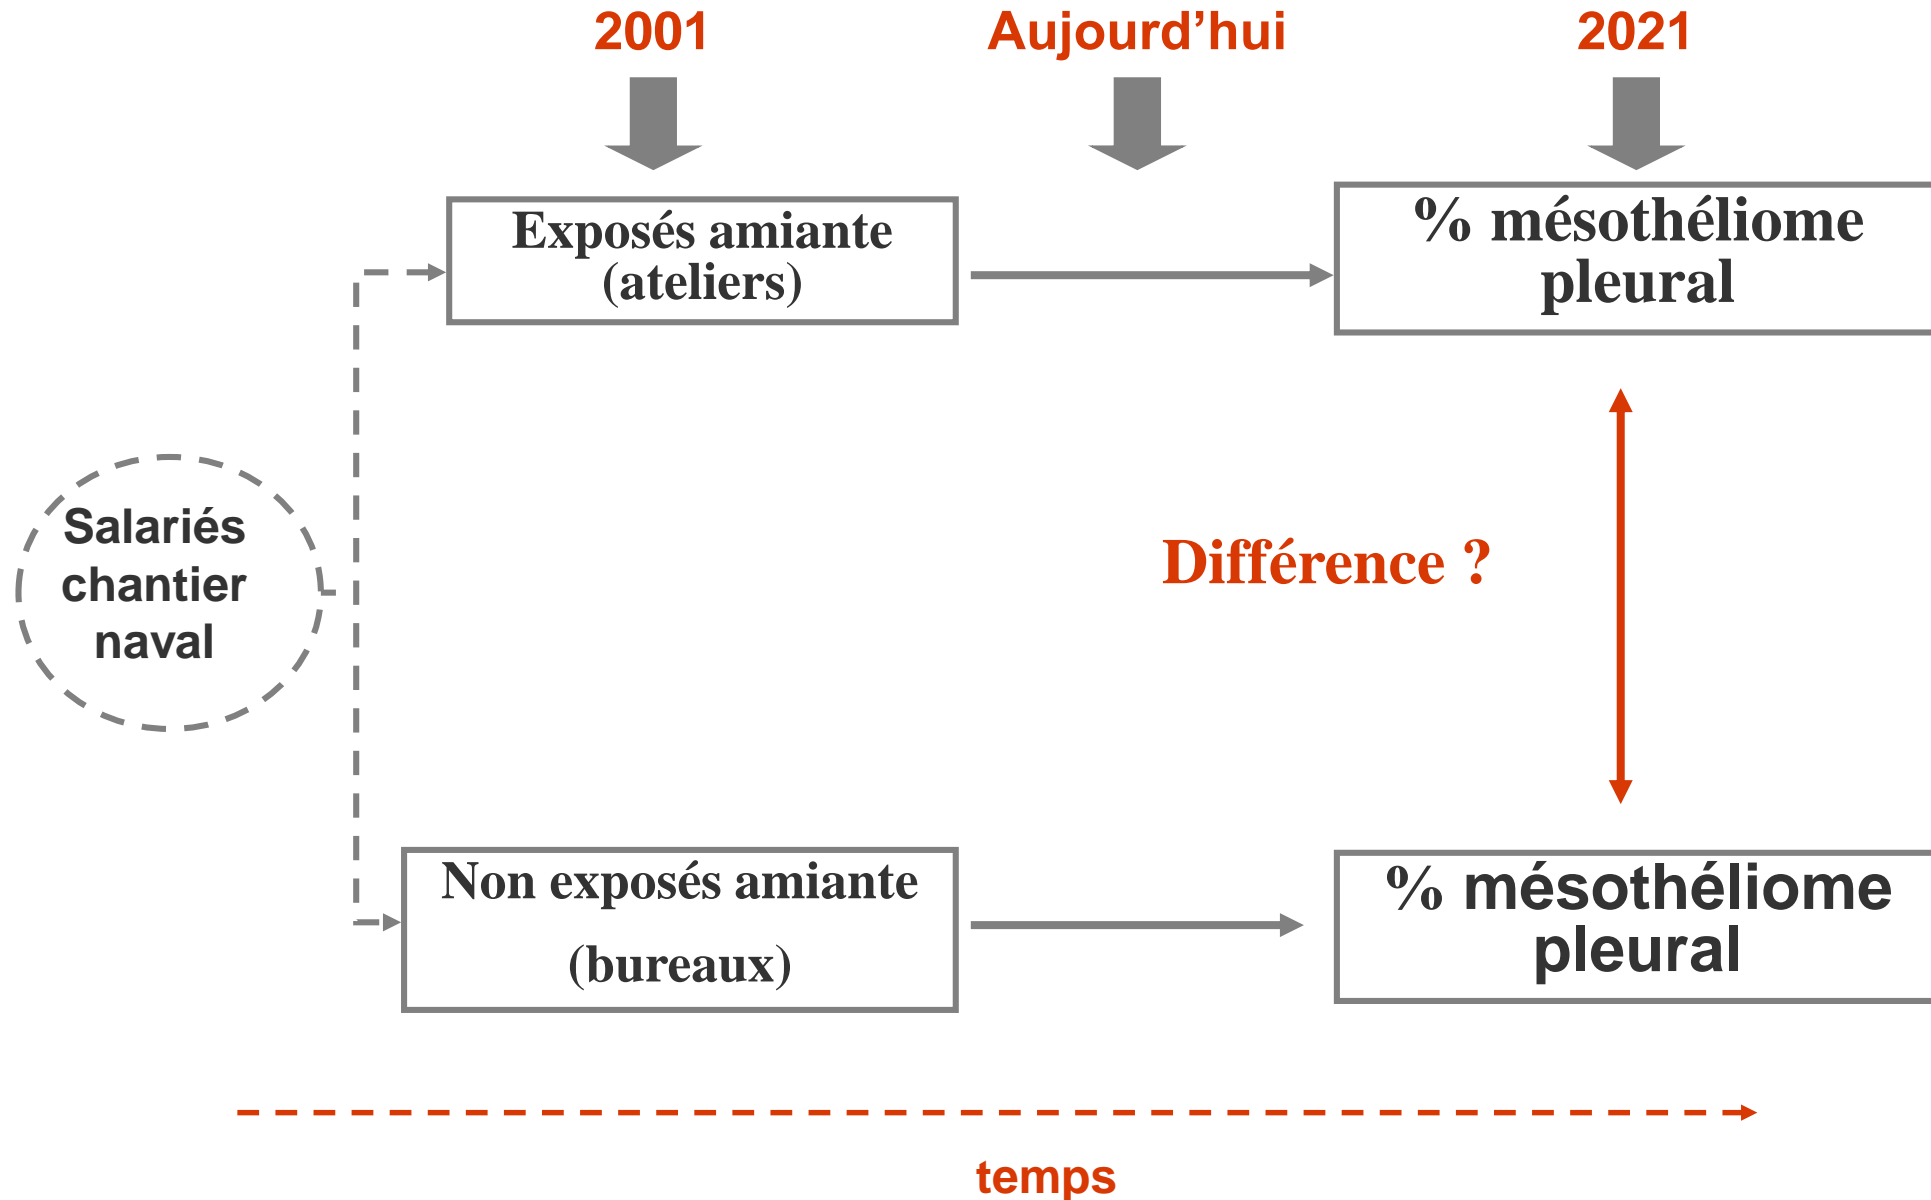 2001
Aujourd’hui
2021
Exposés amiante
(ateliers)
% mésothéliome
pleural
Salariés
chantier
naval
Différence ?
Non exposés amiante
(bureaux)
% mésothéliome
pleural
temps